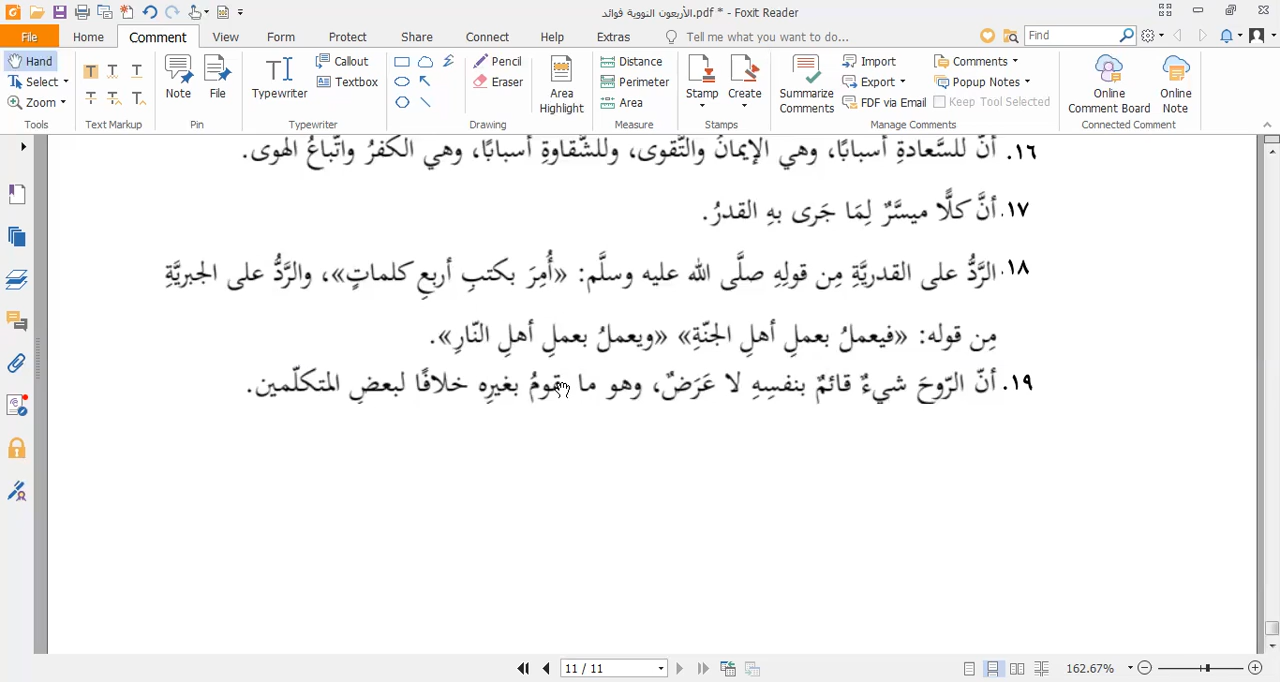 الأربعون النووية فوائد.pdf * - Foxit Reader
File Home Comment View Form Protect Share Connect Help Extras Tell me what you want to do... Find
Hand
Select
Zoom
Tools
Text Markup
Note
File
Pin
Typewriter
Callout
Textbox
Typewriter
Pencil
Eraser
Drawing
Area Highlight
Distance
Perimeter
Area
Measure
Stamp
Create
Stamps
Summarize Comments
Import
Export
FDF via Email
Comments
Popup Notes
Keep Tool Selected
Manage Comments
Online Comment Board
Online Note
Connected Comment
١٦. أنّ للسَّعادةِ أسبابًا، وهي الإيمانُ والتَّقوى، وللشَّقاوةِ أسبابًا، وهي الكفرُ واتّباعُ الهوى.
١٧. أنَّ كلًّا ميسَّرٌ لِمَا جَرى بهِ القدرُ.
١٨. الرَّدُّ على القدريَّةِ مِن قولِهِ صلَّى الله عليه وسلَّم: «أُمِرَ بكتبِ أربعِ كلماتٍ»، والرَّدُّ على الجبريَّةِ
مِن قوله: «فيعملُ بعملِ أهلِ الجنّةِ» «ويعملُ بعملِ أهلِ النّارِ».
١٩. أنّ الرّوحَ شيءٌ قائمٌ بنفسِهِ لا عَرَضٌ، وهو ما يقومُ بغيرِه خلافًا لبعضِ المتكلّمين.
11 / 11
162.67%